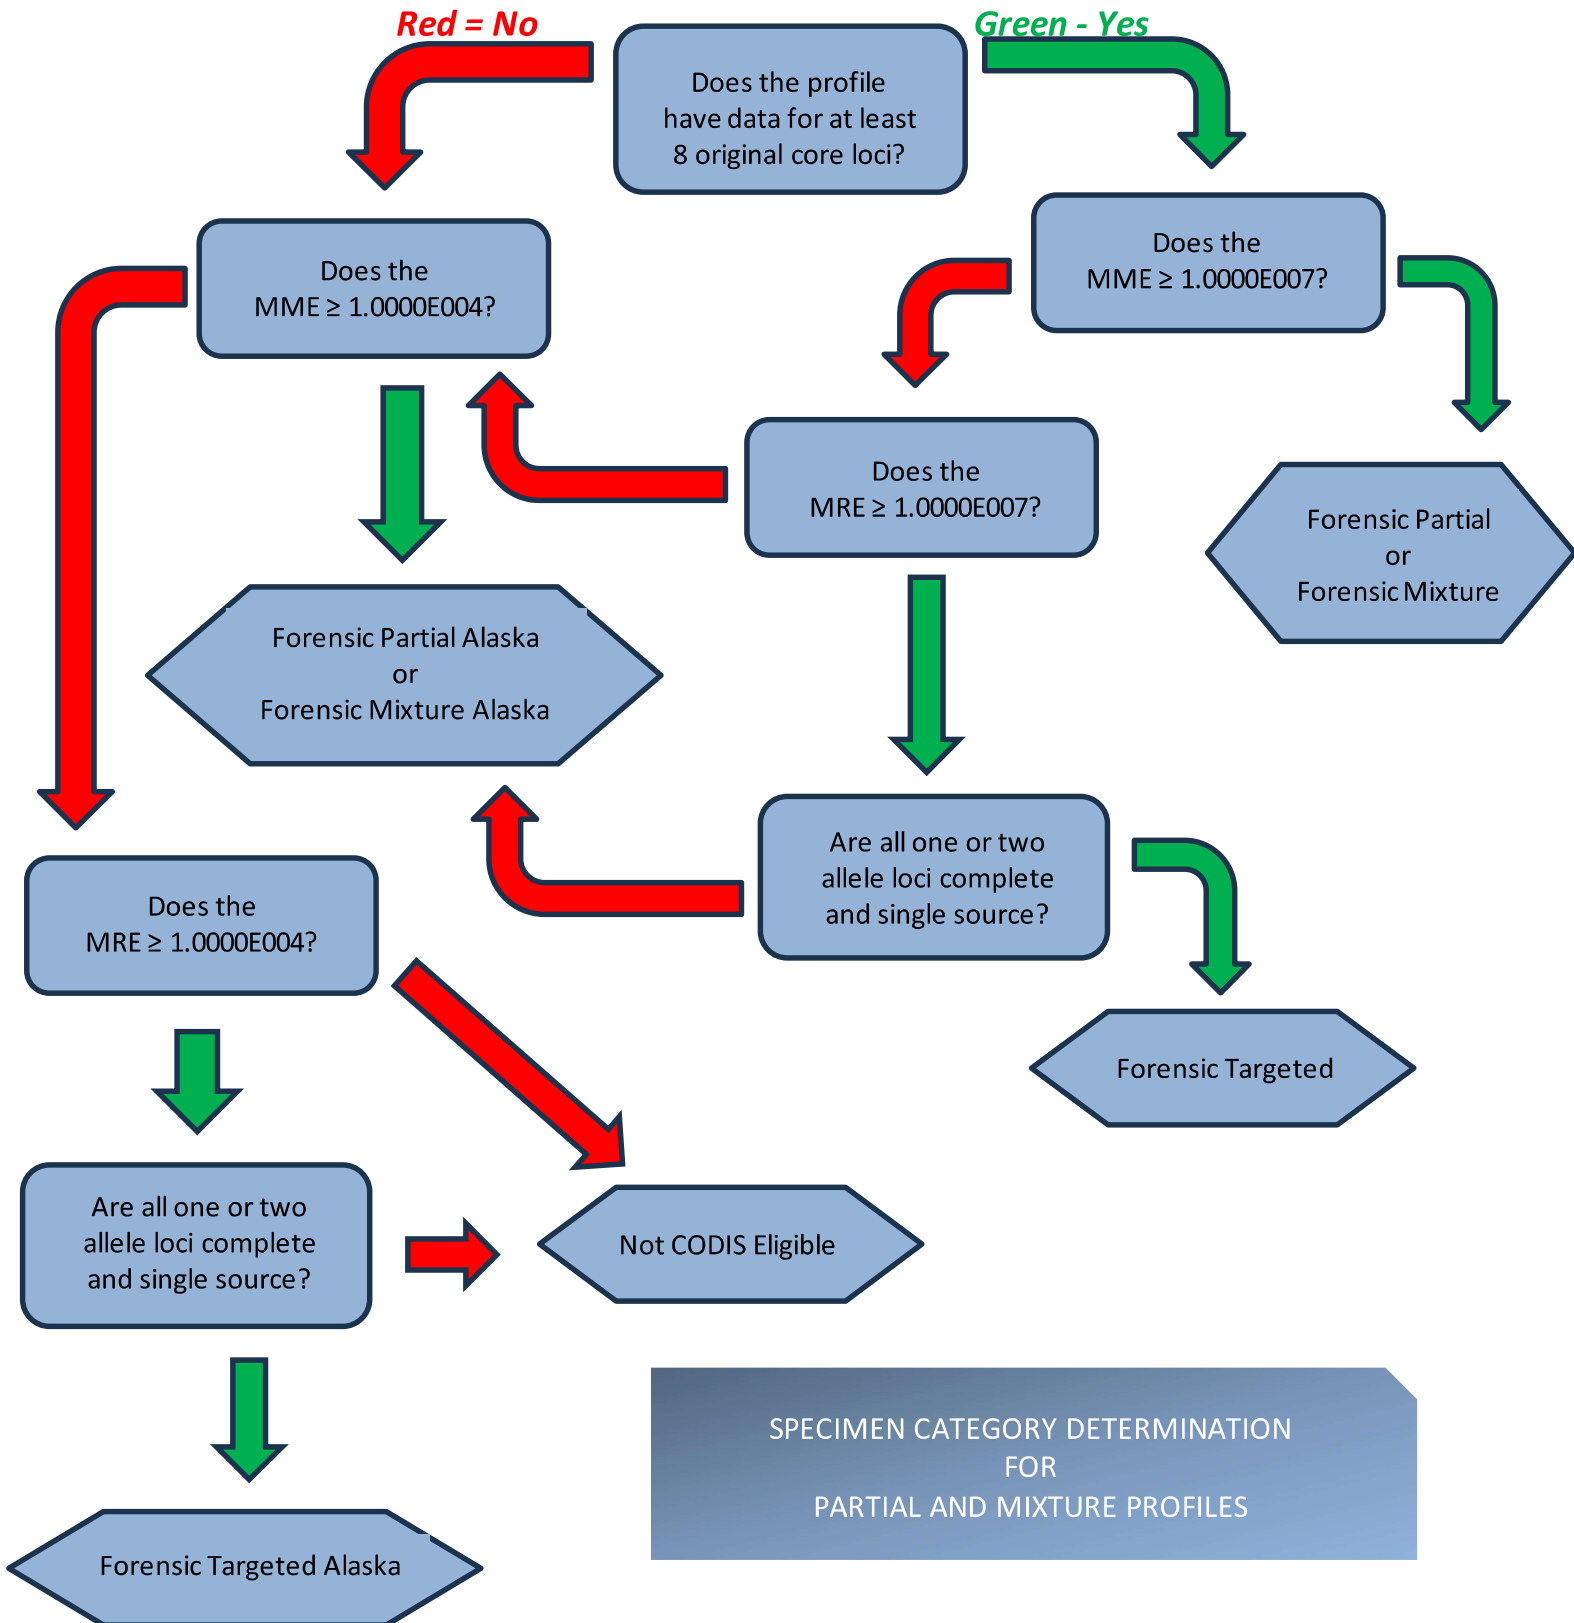 Red = No
Green - Yes
Does the profile
have data for at least
8 original core loci?
Does the
MME ≥ 1.0000E007?
Does the
MME ≥ 1.0000E004?
Does the
MRE ≥ 1.0000E007?
Forensic Partial
or
Forensic Mixture
Forensic Partial Alaska
or
Forensic Mixture Alaska
Are all one or two
allele loci complete
and single source?
Does the
MRE ≥ 1.0000E004?
Forensic Targeted
Are all one or two
allele loci complete
and single source?
Not CODIS Eligible
SPECIMEN CATEGORY DETERMINATION
FOR
PARTIAL AND MIXTURE PROFILES
Forensic Targeted Alaska